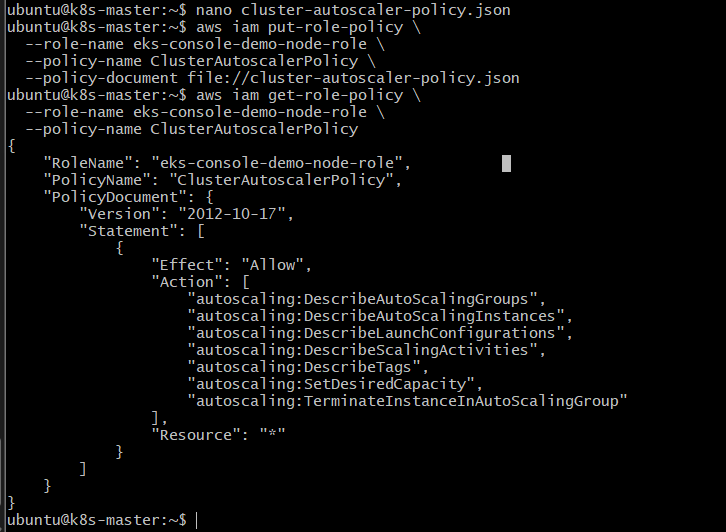 ubuntu@k8s-master:~$ nano cluster-autoscaler-policy.json
ubuntu@k8s-master:~$ aws iam put-role-policy \
  --role-name eks-console-demo-node-role \
  --policy-name ClusterAutoscalerPolicy \
  --policy-document file://cluster-autoscaler-policy.json
ubuntu@k8s-master:~$ aws iam get-role-policy \
  --role-name eks-console-demo-node-role \
  --policy-name ClusterAutoscalerPolicy
{
    "RoleName": "eks-console-demo-node-role",
    "PolicyName": "ClusterAutoscalerPolicy",
    "PolicyDocument": {
        "Version": "2012-10-17",
        "Statement": [
            {
                "Effect": "Allow",
                "Action": [
                    "autoscaling:DescribeAutoScalingGroups",
                    "autoscaling:DescribeAutoScalingInstances",
                    "autoscaling:DescribeLaunchConfigurations",
                    "autoscaling:DescribeScalingActivities",
                    "autoscaling:DescribeTags",
                    "autoscaling:SetDesiredCapacity",
                    "autoscaling:TerminateInstanceInAutoScalingGroup"
                ],
                "Resource": "*"
            }
        ]
    }
}
ubuntu@k8s-master:~$